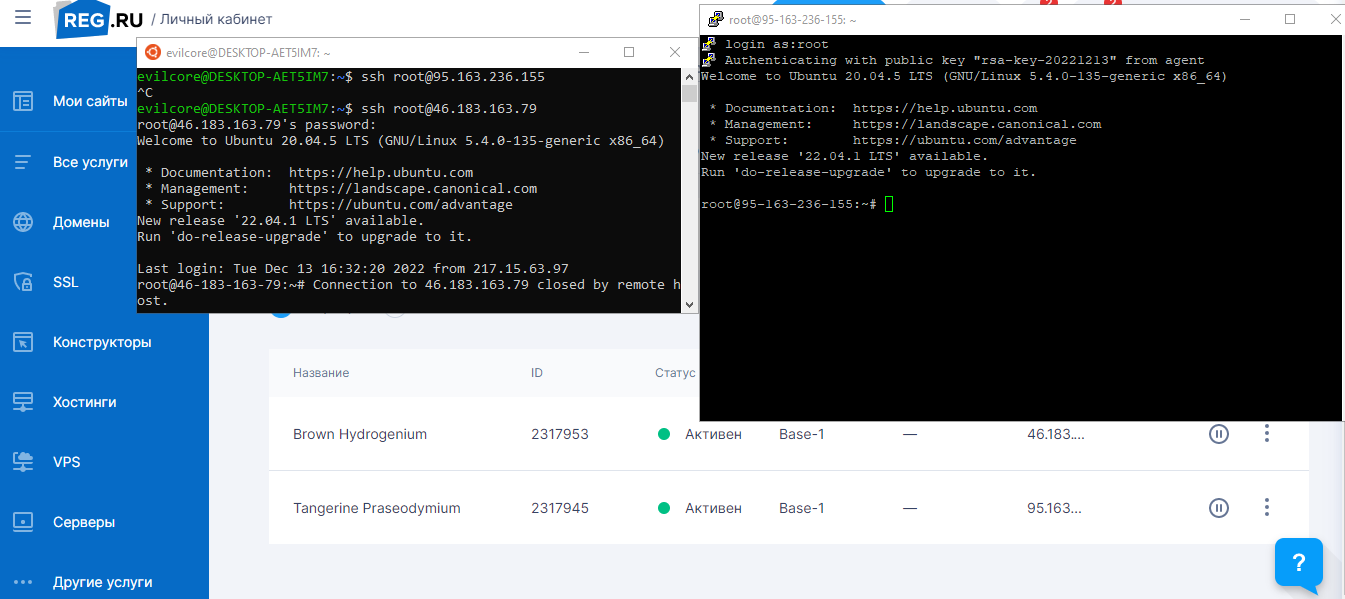 REG.RU / Личный кабинет
Мои сайты
Все услуги
Домены
SSL
Конструкторы
Хостинги
VPS
Серверы
Другие услуги
evilcore@DESKTOP-AET5IM7: ~
evilcore@DESKTOP-AET5IM7:~$ ssh root@95.163.236.155
^C
evilcore@DESKTOP-AET5IM7:~$ ssh root@46.183.163.79
root@46.183.163.79's password:
Welcome to Ubuntu 20.04.5 LTS (GNU/Linux 5.4.0-135-generic x86_64)
* Documentation:  https://help.ubuntu.com
* Management:     https://landscape.canonical.com
* Support:        https://ubuntu.com/advantage
New release '22.04.1 LTS' available.
Run 'do-release-upgrade' to upgrade to it.
Last login: Tue Dec 13 16:32:20 2022 from 217.15.63.97
root@46-183-163-79:~# Connection to 46.183.163.79 closed by remote h
ost.
root@95-163-236-155: ~
login as:root
Authenticating with public key "rsa-key-20221213" from agent
Welcome to Ubuntu 20.04.5 LTS (GNU/Linux 5.4.0-135-generic x86_64)
* Documentation:  https://help.ubuntu.com
* Management:     https://landscape.canonical.com
* Support:        https://ubuntu.com/advantage
New release '22.04.1 LTS' available.
Run 'do-release-upgrade' to upgrade to it.
root@95-163-236-155:~#
Название ID Статус
Brown Hydrogenium 2317953 Активен Base-1 — 46.183....
Tangerine Praseodymium 2317945 Активен Base-1 — 95.163...
?